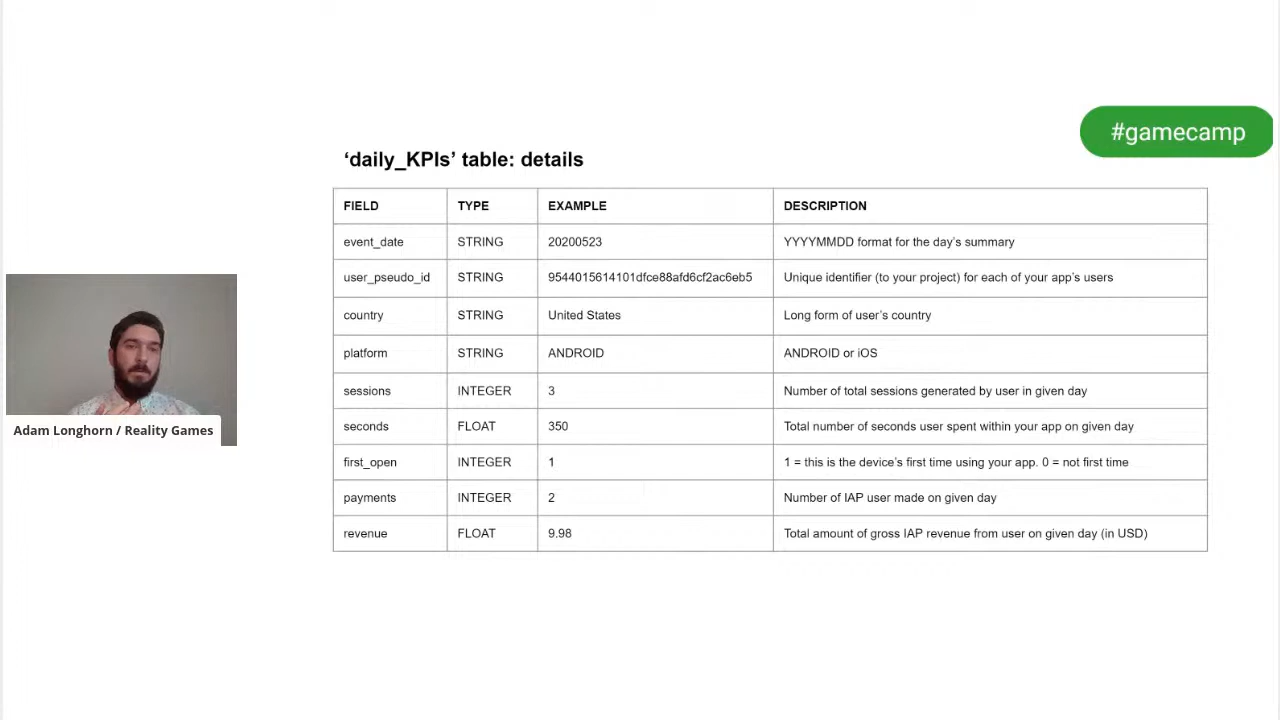 #gamecamp
‘daily_KPIs’ table: details
FIELD TYPE EXAMPLE DESCRIPTION
event_date STRING 20200523 YYYYMMDD format for the day’s summary
user_pseudo_id STRING 9544015614101dfce88afd6cf2ac6eb5 Unique identifier (to your project) for each of your app’s users
country STRING United States Long form of user’s country
platform STRING ANDROID ANDROID or iOS
sessions INTEGER 3 Number of total sessions generated by user in given day
seconds FLOAT 350 Total number of seconds user spent within your app on given day
first_open INTEGER 1 1 = this is the device’s first time using your app. 0 = not first time
payments INTEGER 2 Number of IAP user made on given day
revenue FLOAT 9.98 Total amount of gross IAP revenue from user on given day (in USD)
Adam Longhorn / Reality Games